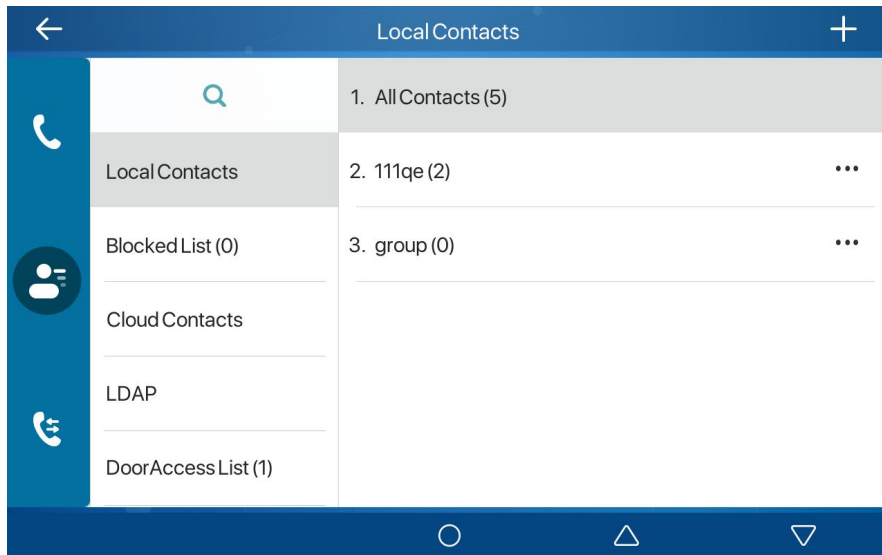 Local Contacts
Local Contacts
Blocked List (0)
Cloud Contacts
LDAP
DoorAccess List (1)
1. All Contacts (5)
2. 111qe (2)
3. group (0)